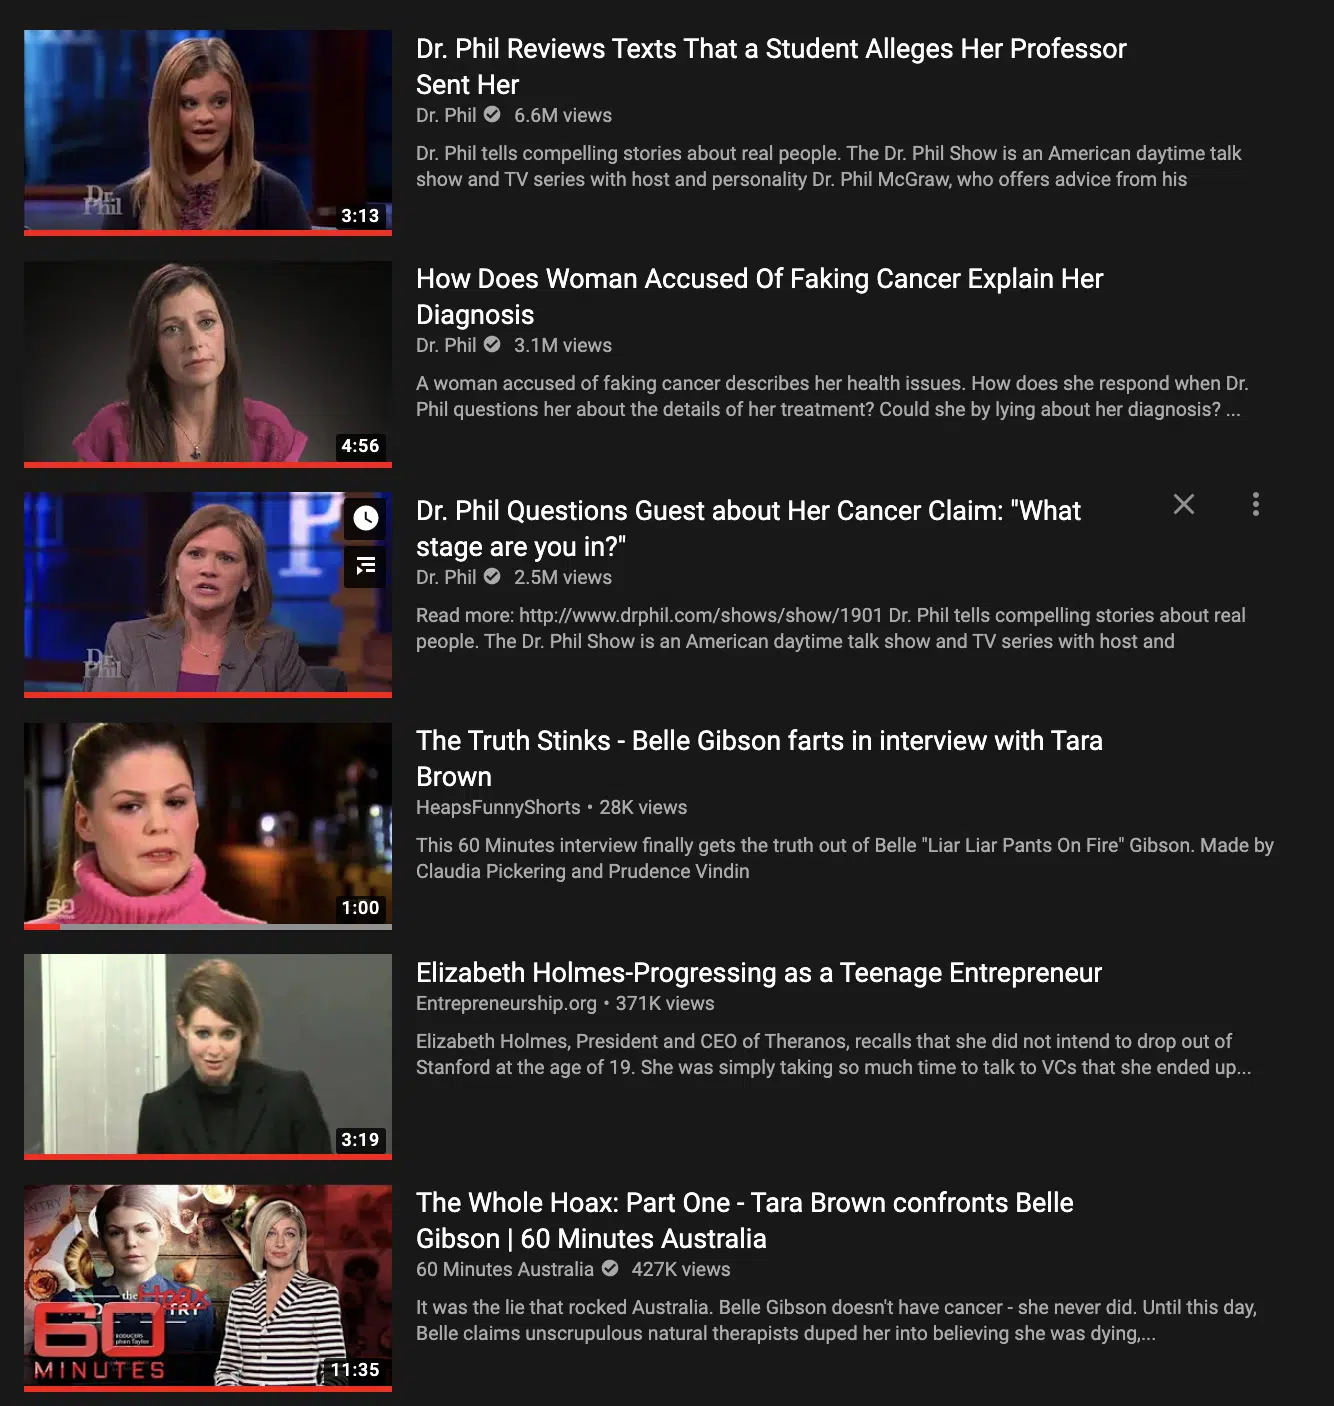 Dr. Phil Reviews Texts That a Student Alleges Her Professor
Sent Her
Dr. Phil 6.6M views
Dr. Phil tells compelling stories about real people. The Dr. Phil Show is an American daytime talk
show and TV series with host and personality Dr. Phil McGraw, who offers advice from his
Dr.
Phil
3:13
How Does Woman Accused Of Faking Cancer Explain Her
Diagnosis
Dr. Phil 3.1M views
A woman accused of faking cancer describes her health issues. How does she respond when Dr.
Phil questions her about the details of her treatment? Could she by lying about her diagnosis? ...
4:56
Dr. Phil Questions Guest about Her Cancer Claim: "What
stage are you in?"
Dr. Phil 2.5M views
Read more: http://www.drphil.com/shows/show/1901 Dr. Phil tells compelling stories about real
people. The Dr. Phil Show is an American daytime talk show and TV series with host and
P
Dr.
Phil
The Truth Stinks - Belle Gibson farts in interview with Tara
Brown
HeapsFunnyShorts • 28K views
This 60 Minutes interview finally gets the truth out of Belle "Liar Liar Pants On Fire" Gibson. Made by
Claudia Pickering and Prudence Vindin
60
1:00
Elizabeth Holmes-Progressing as a Teenage Entrepreneur
Entrepreneurship.org • 371K views
Elizabeth Holmes, President and CEO of Theranos, recalls that she did not intend to drop out of
Stanford at the age of 19. She was simply taking so much time to talk to VCs that she ended up...
3:19
The Whole Hoax: Part One - Tara Brown confronts Belle
Gibson | 60 Minutes Australia
60 Minutes Australia 427K views
It was the lie that rocked Australia. Belle Gibson doesn't have cancer - she never did. Until this day,
Belle claims unscrupulous natural therapists duped her into believing she was dying,...
the Hoax
60
MINUTES
11:35